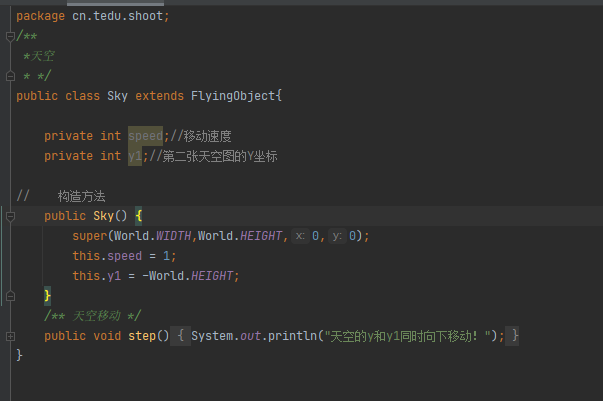 package cn.tedu.shoot;
/**
 *天空
 * */
public class Sky extends FlyingObject{
    private int speed;//移动速度
    private int y1;//第二张天空图的Y坐标
//    构造方法
    public Sky() {
        super(World.WIDTH,World.HEIGHT, x: 0, y: 0);
        this.speed = 1;
        this.y1 = -World.HEIGHT;
    }
    /** 天空移动 */
    public void step() { System.out.println("天空的y和y1同时向下移动! "); }
}